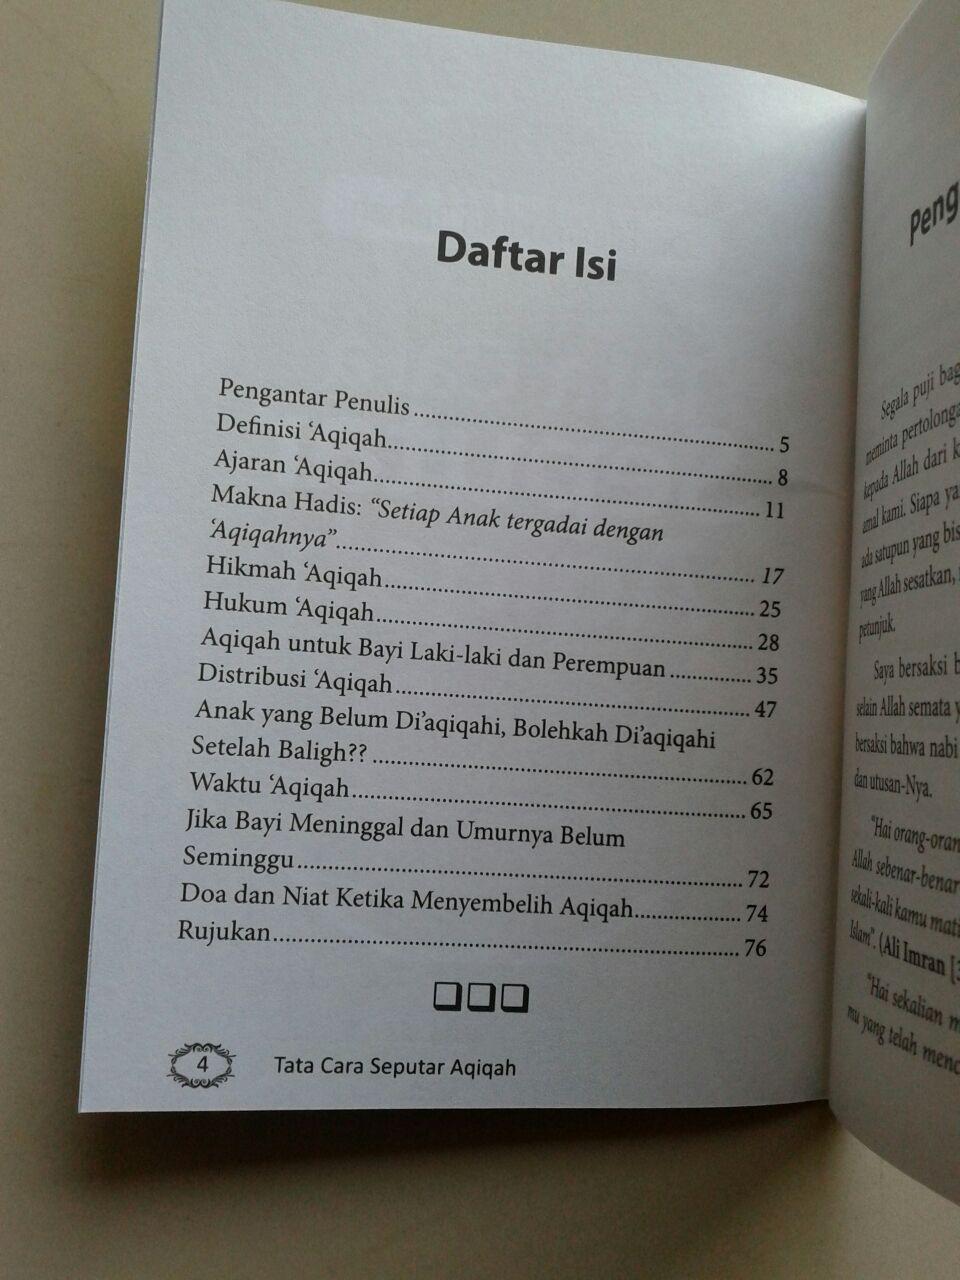 Daftar Isi
Pengantar Penulis ........ 5
Definisi ‘Aqiqah ........ 8
Ajaran ‘Aqiqah ........ 11
Makna Hadis: “Setiap Anak tergadai dengan
‘Aqiqahnya” ........ 17
Hikmah ‘Aqiqah ........ 25
Hukum ‘Aqiqah ........ 28
Aqiqah untuk Bayi Laki-laki dan Perempuan ........ 35
Distribusi ‘Aqiqah ........ 47
Anak yang Belum Di’aqiqahi, Bolehkah Di’aqiqahi
Setelah Baligh?? ........ 62
Waktu ‘Aqiqah ........ 65
Jika Bayi Meninggal dan Umurnya Belum
Seminggu ........ 72
Doa dan Niat Ketika Menyembelih Aqiqah ........ 74
Rujukan ........ 76
4 Tata Cara Seputar Aqiqah
Peng
Segala puji bag
meminta pertolonga
kepada Allah dari k
amal kami. Siapa ya
ada satupun yang bis
yang Allah sesatkan,
petunjuk.
Saya bersaksi b
selain Allah semata y
bersaksi bahwa nabi
dan utusan-Nya.
“Hai orang-oran
Allah sebenar-benar
sekali-kali kamu mati
Islam”. (Ali Imran [3
“Hai sekalian m
mu yang telah menc